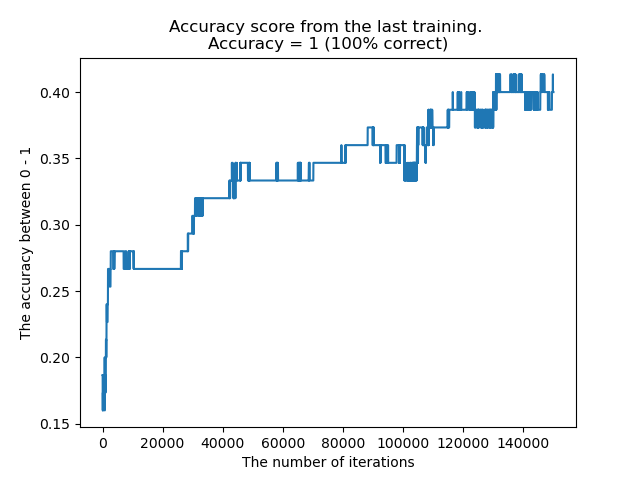 Accuracy score from the last training.
Accuracy = 1 (100% correct)
The accuracy between 0 - 1
0.40
0.35
0.30
0.25
0.20
0.15
0 20000 40000 60000 80000 100000 120000 140000
The number of iterations